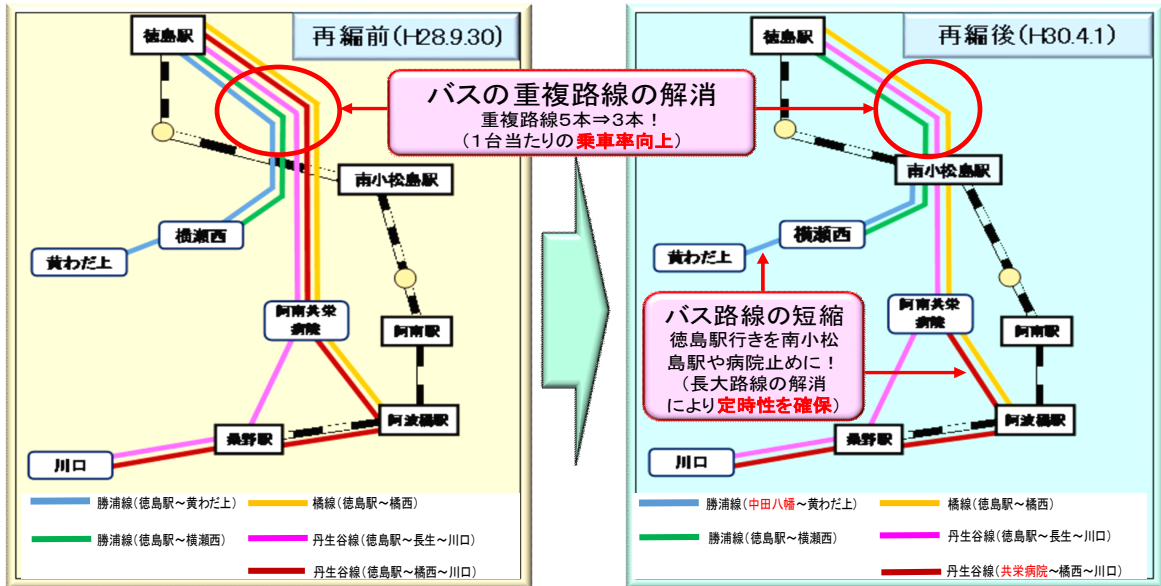 再編前(H28.9.30)
徳島駅
南小松島駅
横瀬西
黄わだ上
阿南共栄
病院
阿南駅
阿波橘駅
桑野駅
川口
勝浦線(徳島駅～黄わだ上)
橘線(徳島駅～橘西)
勝浦線(徳島駅～横瀬西)
丹生谷線(徳島駅～長生～川口)
丹生谷線(徳島駅～橘西～川口)
バスの重複路線の解消
重複路線5本⇒3本！
(1台当たりの乗車率向上)
再編後(H30.4.1)
徳島駅
南小松島駅
横瀬西
黄わだ上
バス路線の短縮
徳島駅行きを南小松
島駅や病院止めに！
(長大路線の解消
により定時性を確保)
阿南共栄
病院
阿南駅
阿波橘駅
桑野駅
川口
勝浦線(中田八幡～黄わだ上)
橘線(徳島駅～橘西)
勝浦線(徳島駅～横瀬西)
丹生谷線(徳島駅～長生～川口)
丹生谷線(共栄病院～橘西～川口)